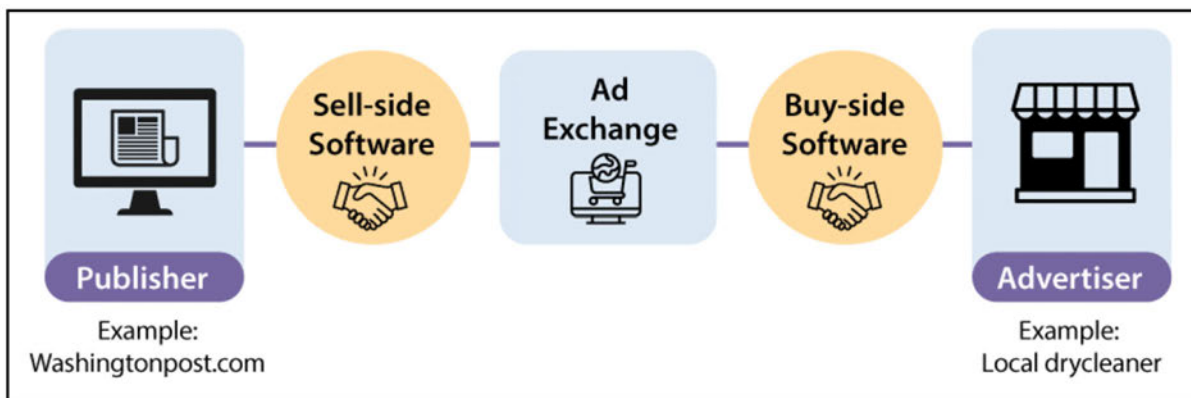 Sell-side
Software
Ad
Exchange
Buy-side
Software
Publisher
Advertiser
Example:
Washingtonpost.com
Example:
Local drycleaner